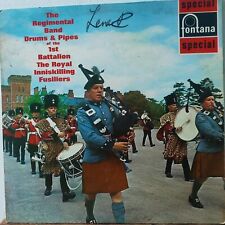 The
Regimental
Band
Drums & Pipes
of the
1st
Battalion
The Royal
Inniskilling
Fusiliers
special
fontana
special